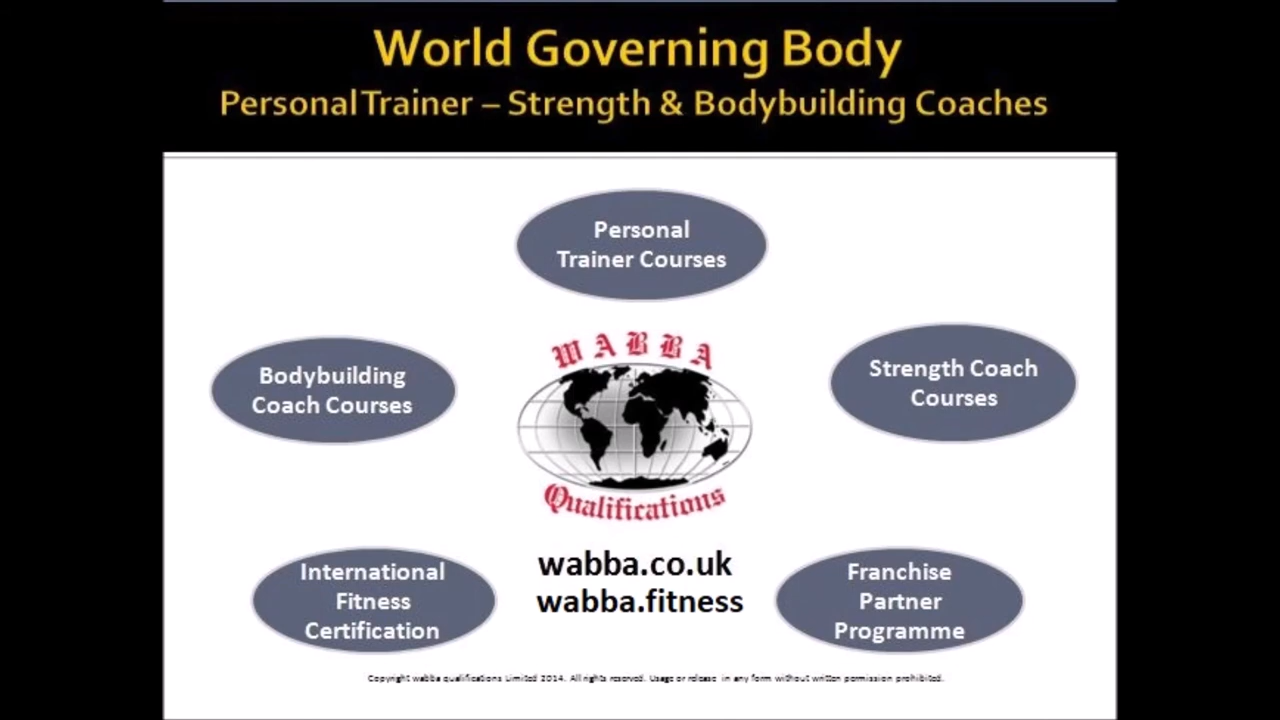 World Governing Body
Personal Trainer – Strength & Bodybuilding Coaches
Personal
Trainer Courses
Bodybuilding
Coach Courses
WABBA
Qualifications
Strength Coach
Courses
International
Fitness
Certification
wabba.co.uk
wabba.fitness
Franchise
Partner
Programme
Copyright wabba qualifications Limited 2014. All rights reserved. Usage or release in any form without written permission prohibited.